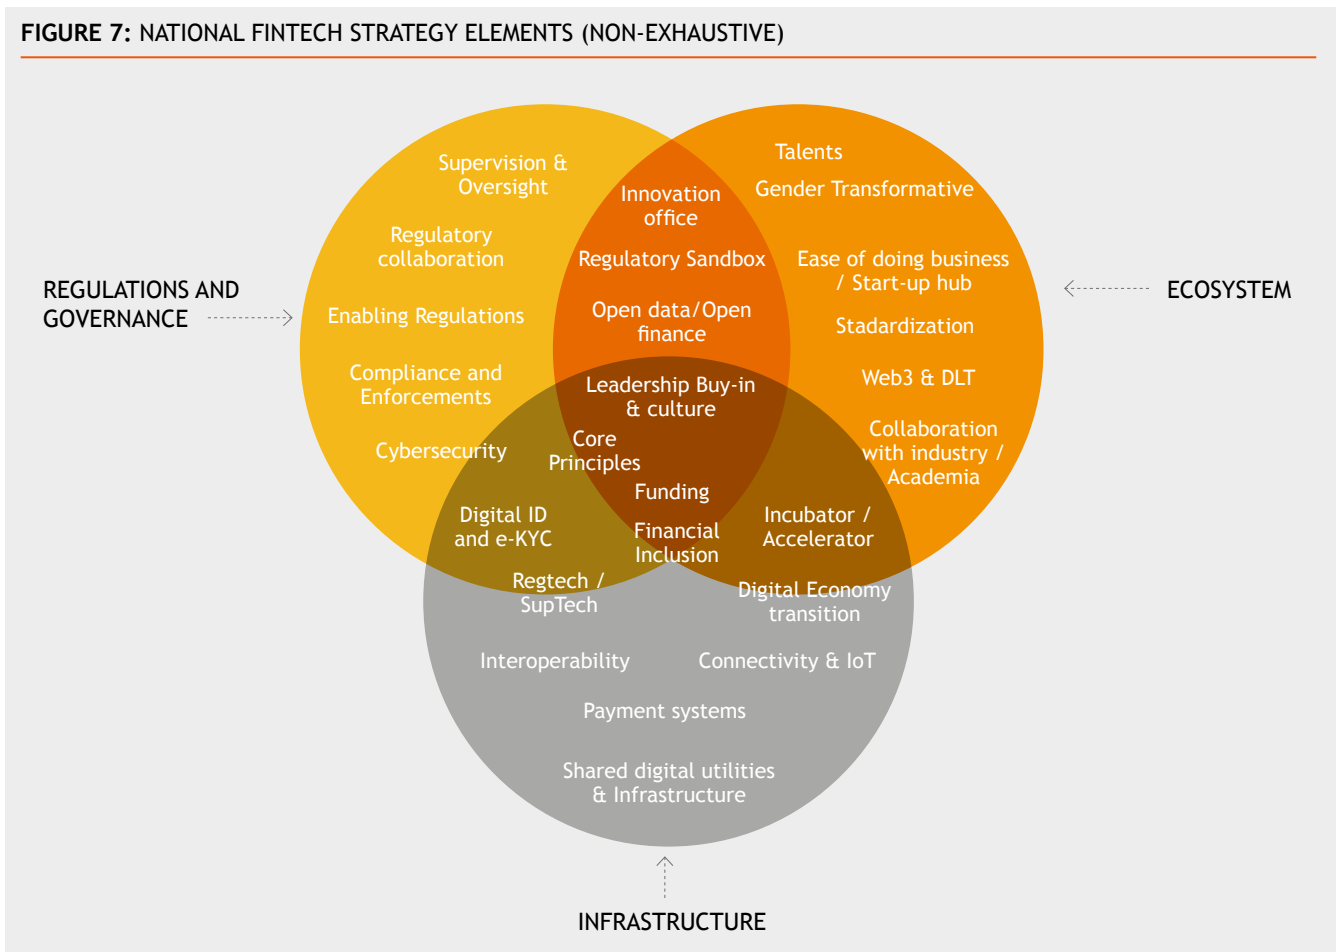 FIGURE 7: NATIONAL FINTECH STRATEGY ELEMENTS (NON-EXHAUSTIVE)
REGULATIONS AND
GOVERNANCE
Supervision &
Oversight
Regulatory
collaboration
Enabling Regulations
Compliance and
Enforcements
Cybersecurity
Innovation
office
Regulatory Sandbox
Open data/Open
finance
Talents
Gender Transformative
Ease of doing business
/ Start-up hub
Stadardization
Web3 & DLT
Collaboration
with industry /
Academia
ECOSYSTEM
Leadership Buy-in
& culture
Core
Principles
Funding
Financial
Inclusion
Digital ID
and e-KYC
Regtech /
SupTech
Incubator /
Accelerator
Digital Economy
transition
Interoperability
Connectivity & IoT
Payment systems
Shared digital utilities
& Infrastructure
INFRASTRUCTURE